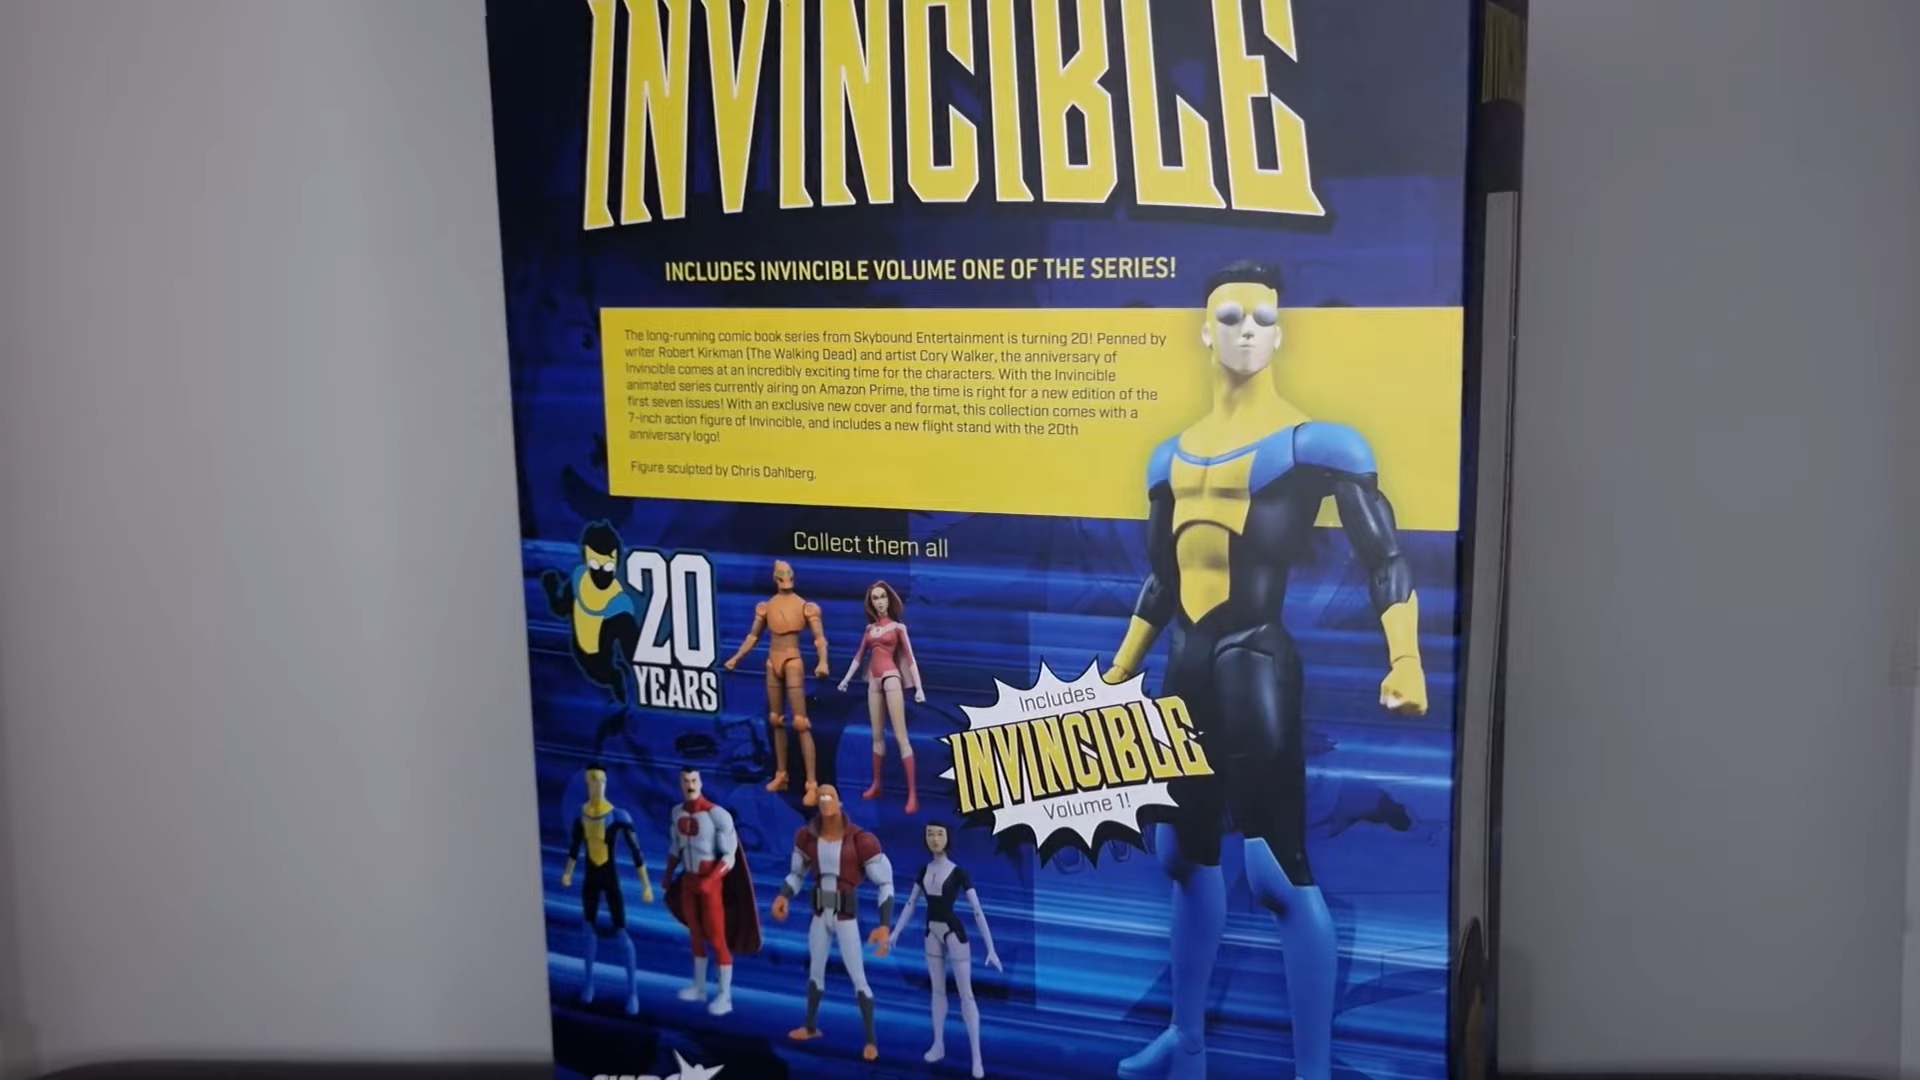 INVINCIBLE
INCLUDES INVINCIBLE VOLUME ONE OF THE SERIES!
The long-running comic book series from Skybound Entertainment is turning 20! Penned by
writer Robert Kirkman (The Walking Dead) and artist Cory Walker, the anniversary of
Invincible comes at an incredibly exciting time for the characters. With the Invincible
animated series currently airing on Amazon Prime, the time is right for a new edition of the
first seven issues! With an exclusive new cover and format, this collection comes with a
7-inch action figure of Invincible, and includes a new flight stand with the 20th
anniversary logo!
Figure sculpted by Chris Dahlberg.
Collect them all
20
YEARS
Includes
INVINCIBLE
Volume 1!